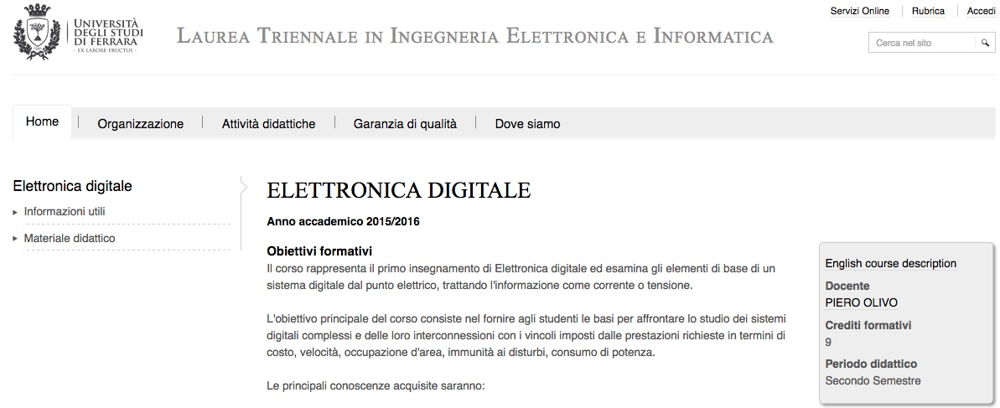 Servizi Online
Rubrica
Accedi
UNIVERSITÀ
DEGLI STUDI
DI FERRARA
- EX LABORE FRUCTUS -
LAUREA TRIENNALE IN INGEGNERIA ELETTRONICA E INFORMATICA
Cerca nel sito
Home
Organizzazione
Attività didattiche
Garanzia di qualità
Dove siamo
Elettronica digitale
Informazioni utili
Materiale didattico
ELETTRONICA DIGITALE
Anno accademico 2015/2016
Obiettivi formativi
Il corso rappresenta il primo insegnamento di Elettronica digitale ed esamina gli elementi di base di un
sistema digitale dal punto elettrico, trattando l'informazione come corrente o tensione.
L'obiettivo principale del corso consiste nel fornire agli studenti le basi per affrontare lo studio dei sistemi
digitali complessi e delle loro interconnessioni con i vincoli imposti dalle prestazioni richieste in termini di
costo, velocità, occupazione d'area, immunità ai disturbi, consumo di potenza.
Le principali conoscenze acquisite saranno:
English course description
Docente
PIERO OLIVO
Crediti formativi
9
Periodo didattico
Secondo Semestre